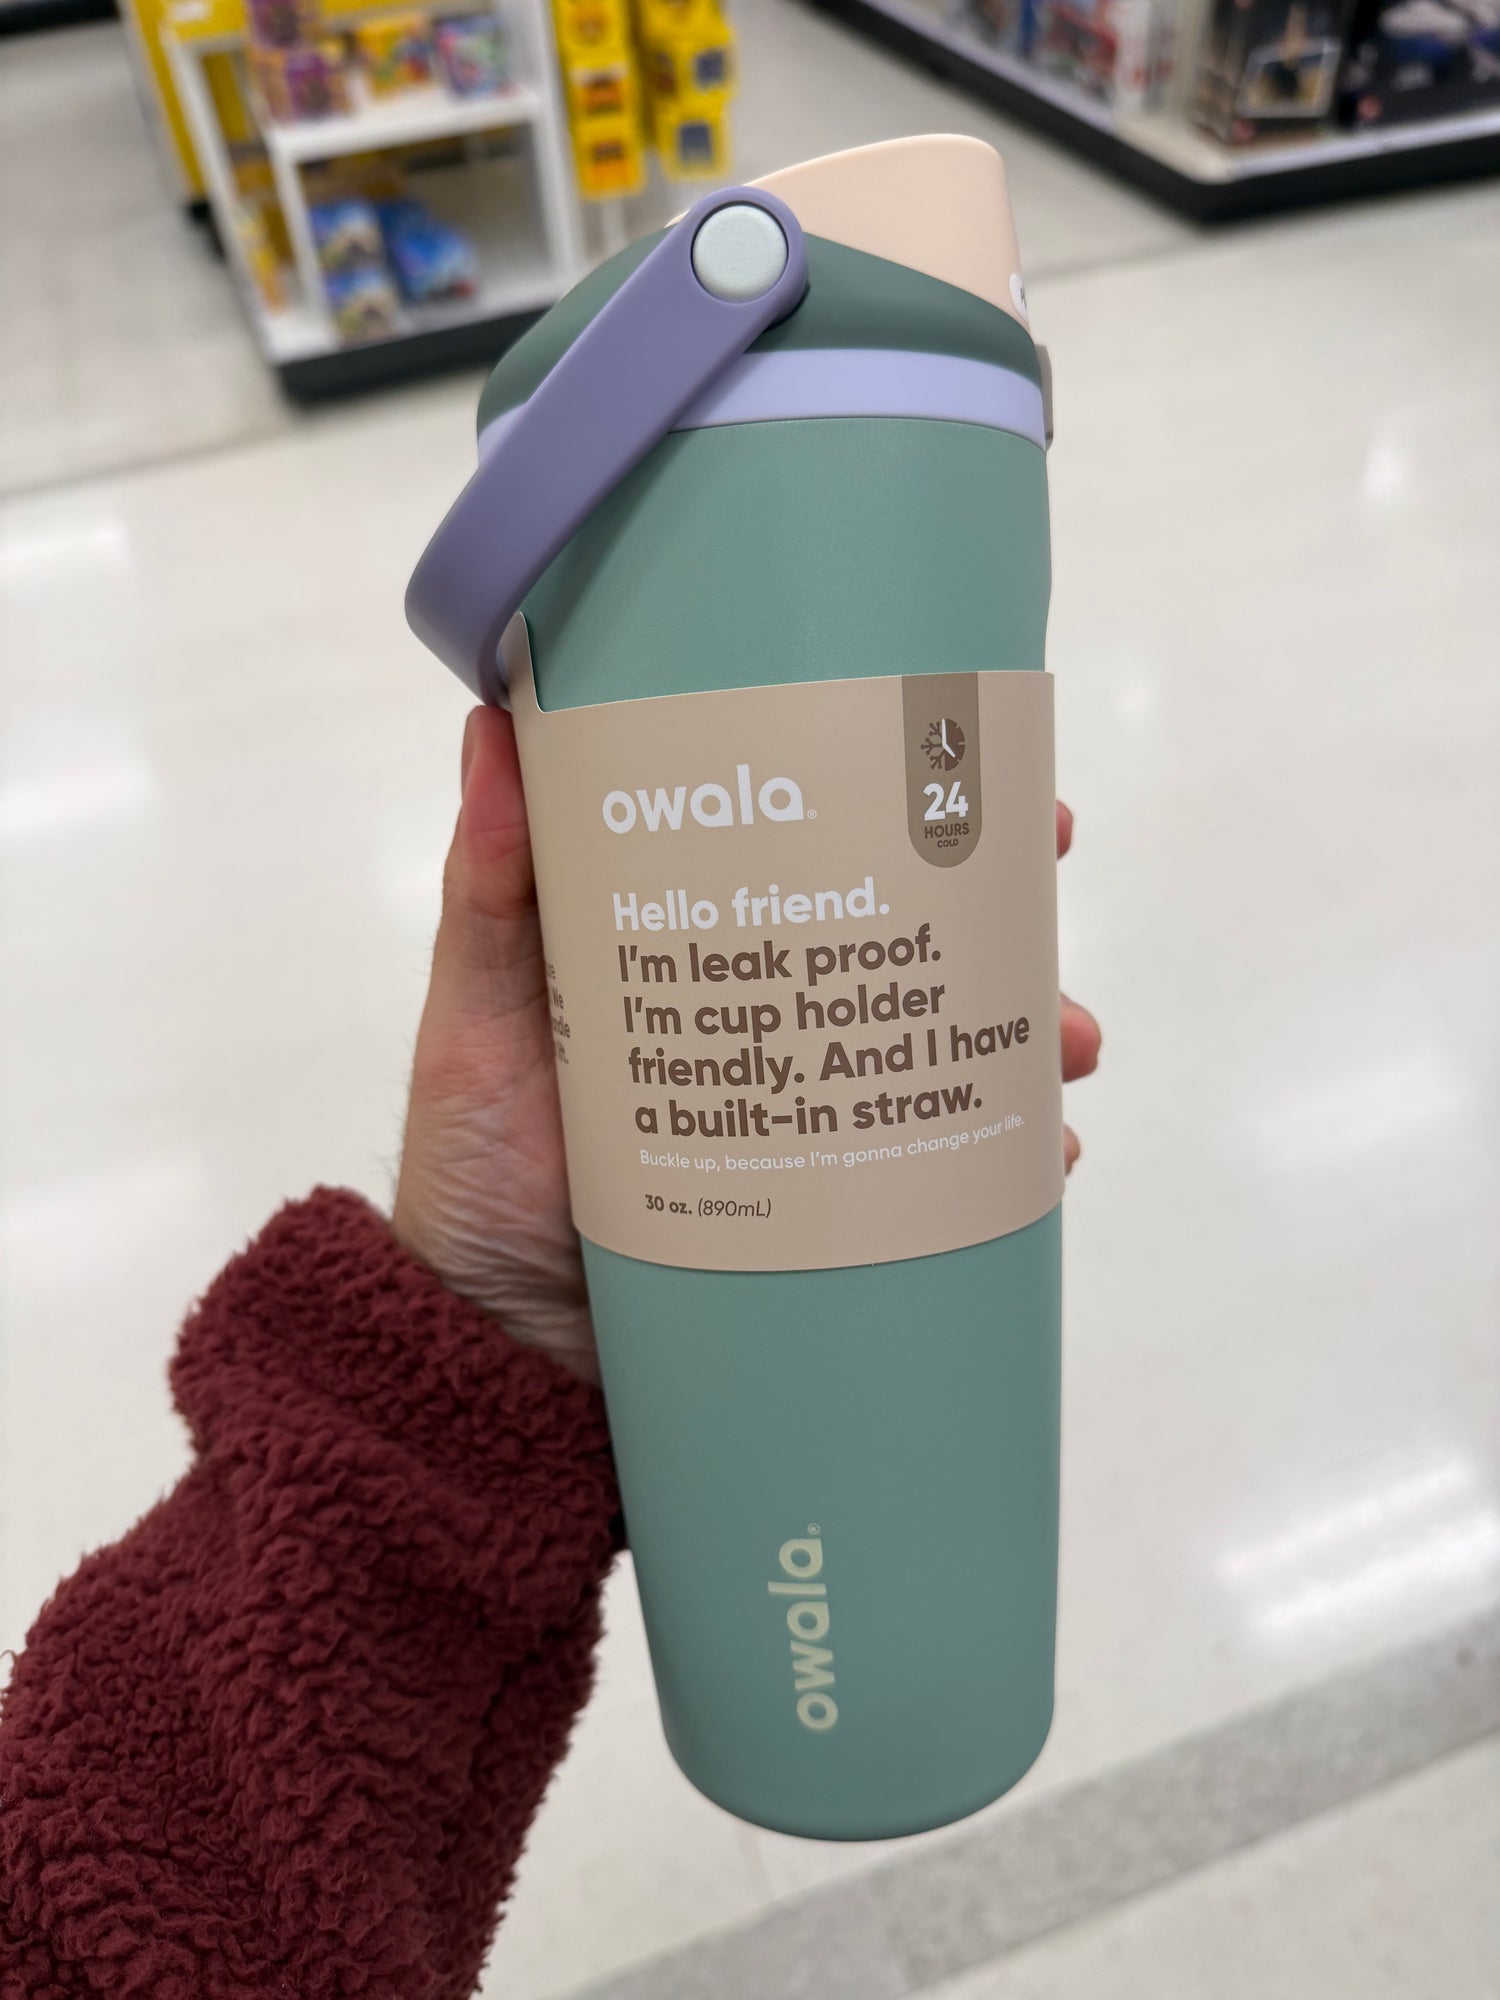 owala®
24
HOURS
COLD
Hello friend.
I'm leak proof.
I'm cup holder
friendly. And I have
a built-in straw.
Buckle up, because I'm gonna change your life.
30 oz. (890mL)
We
owala®